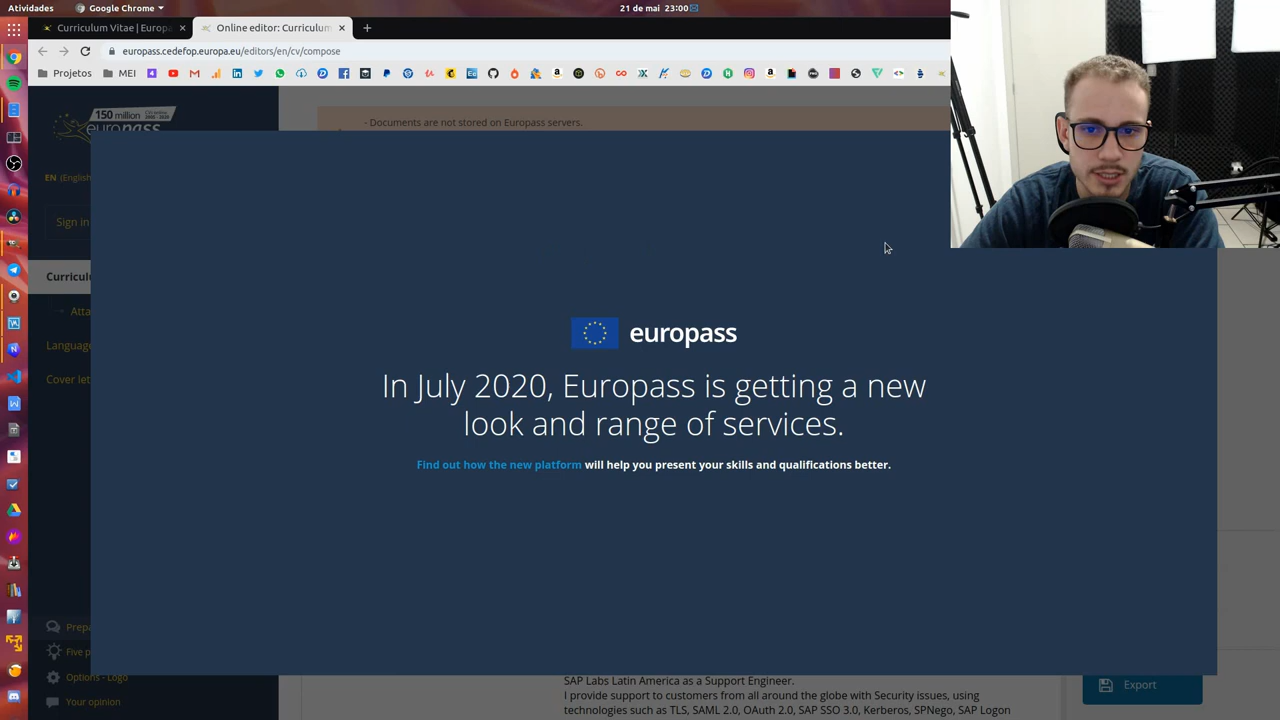 Atividades
Google Chrome
21 de mai 23:00
Curriculum Vitae | Europa
Online editor: Curriculum
europass.cedefop.europa.eu/editors/en/cv/compose
Projetos
MEI
150 million
europass
- Documents are not stored on Europass servers.
EN (English
Sign in
Curricul
Atta
Language
Cover let
europass
In July 2020, Europass is getting a new
look and range of services.
Find out how the new platform will help you present your skills and qualifications better.
Prepa
Five p
Options - Logo
Your opinion
SAP Labs Latin America as a Support Engineer.
I provide support to customers from all around the globe with Security issues, using
technologies such as TLS, SAML 2.0, OAuth 2.0, SAP SSO 3.0, Kerberos, SPNego, SAP Logon
Export